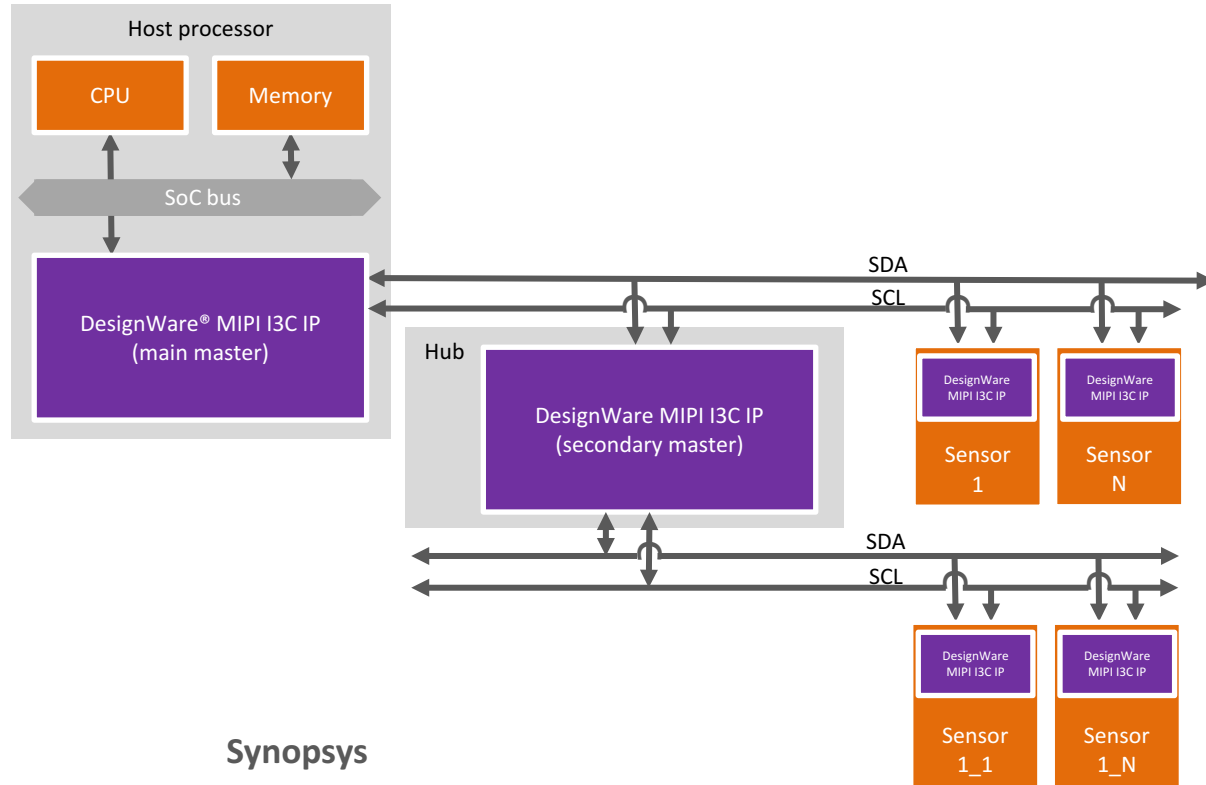 Host processor
CPU
Memory
SoC bus
DesignWare® MIPI I3C IP
(main master)
SDA
SCL
Hub
DesignWare MIPI I3C IP
(secondary master)
DesignWare
MIPI I3C IP
Sensor
1
DesignWare
MIPI I3C IP
Sensor
N
SDA
SCL
DesignWare
MIPI I3C IP
Sensor
1_1
DesignWare
MIPI I3C IP
Sensor
1_N
Synopsys